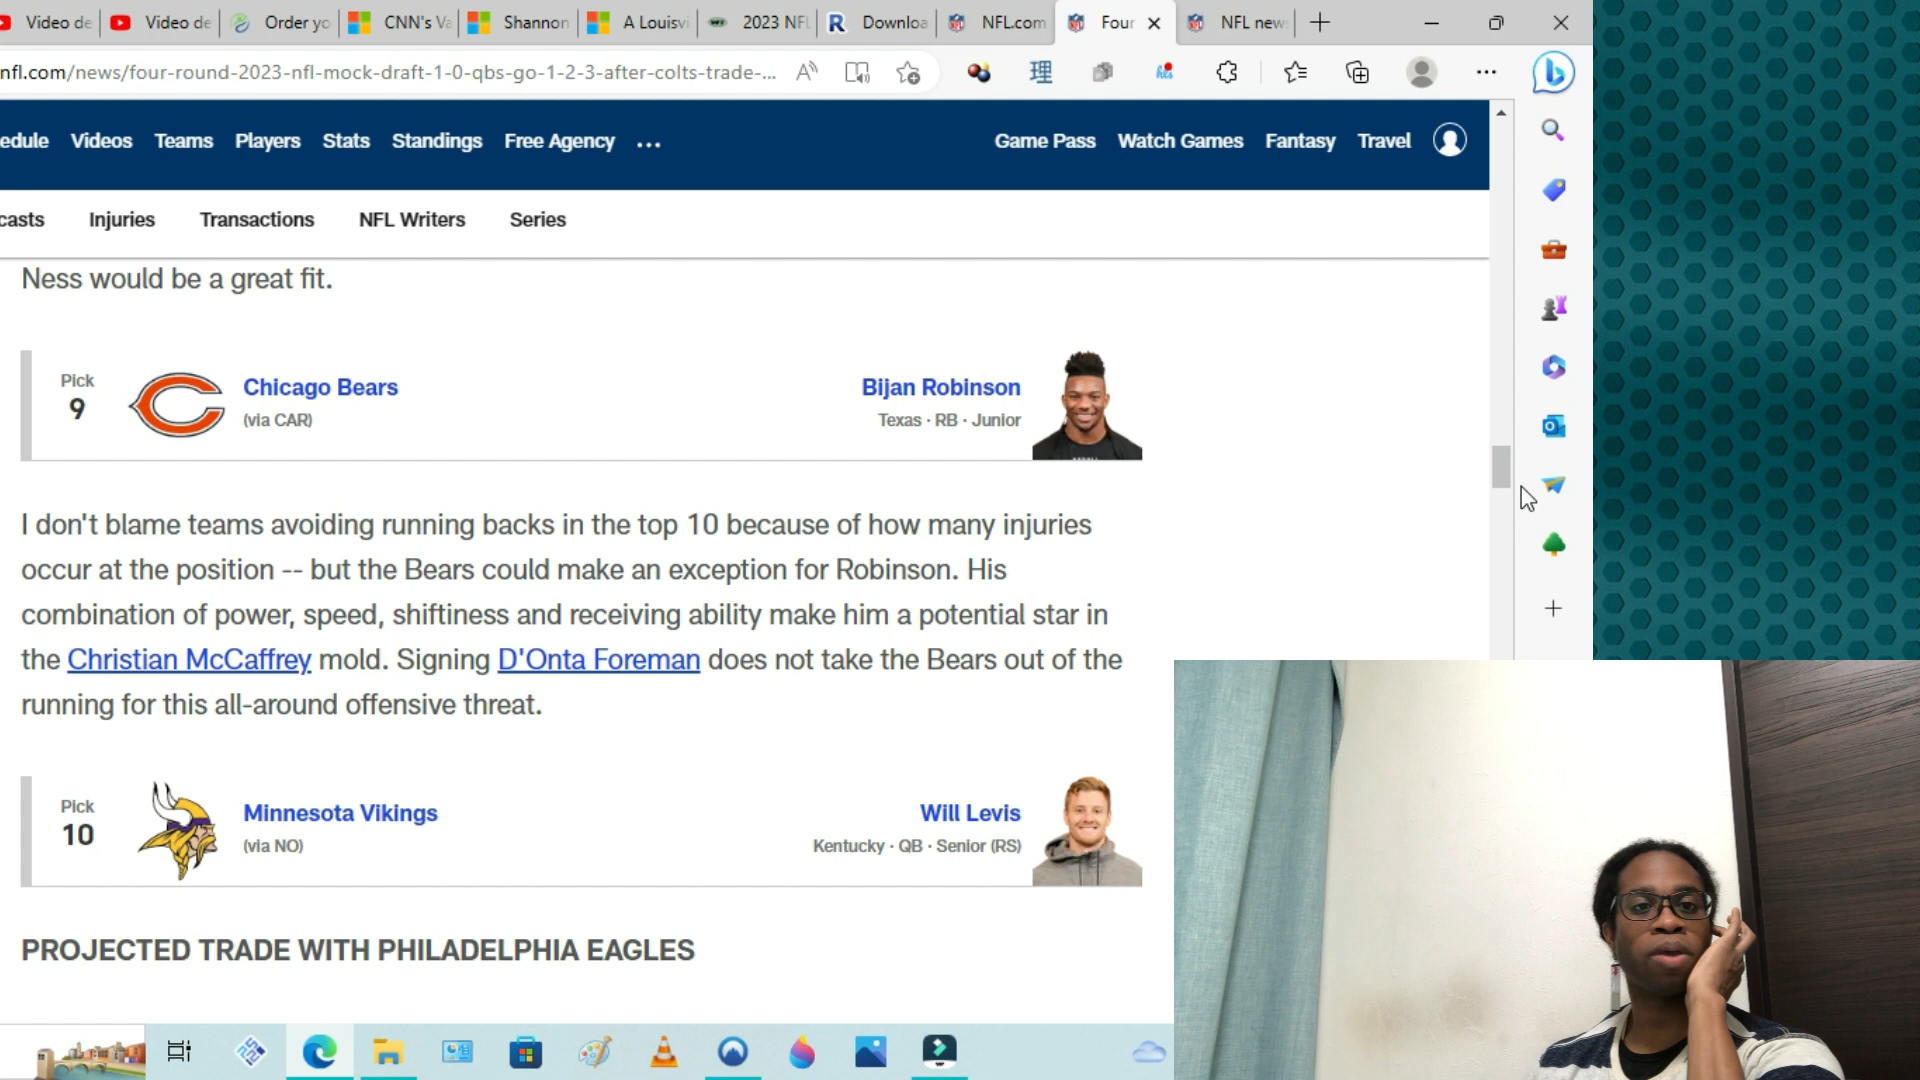 Video de
Video de
Order yo
CNN's Va
Shannon
A Louisvi
2023 NFL
Downloa
NFL.com
Four
NFL new
nfl.com/news/four-round-2023-nfl-mock-draft-1-0-qbs-go-1-2-3-after-colts-trade-...
edule Videos Teams Players Stats Standings Free Agency ... Game Pass Watch Games Fantasy Travel
casts Injuries Transactions NFL Writers Series
Ness would be a great fit.
Pick
9
Chicago Bears
(via CAR)
Bijan Robinson
Texas · RB · Junior
I don't blame teams avoiding running backs in the top 10 because of how many injuries
occur at the position -- but the Bears could make an exception for Robinson. His
combination of power, speed, shiftiness and receiving ability make him a potential star in
the Christian McCaffrey mold. Signing D'Onta Foreman does not take the Bears out of the
running for this all-around offensive threat.
Pick
10
Minnesota Vikings
(via NO)
Will Levis
Kentucky · QB · Senior (RS)
PROJECTED TRADE WITH PHILADELPHIA EAGLES